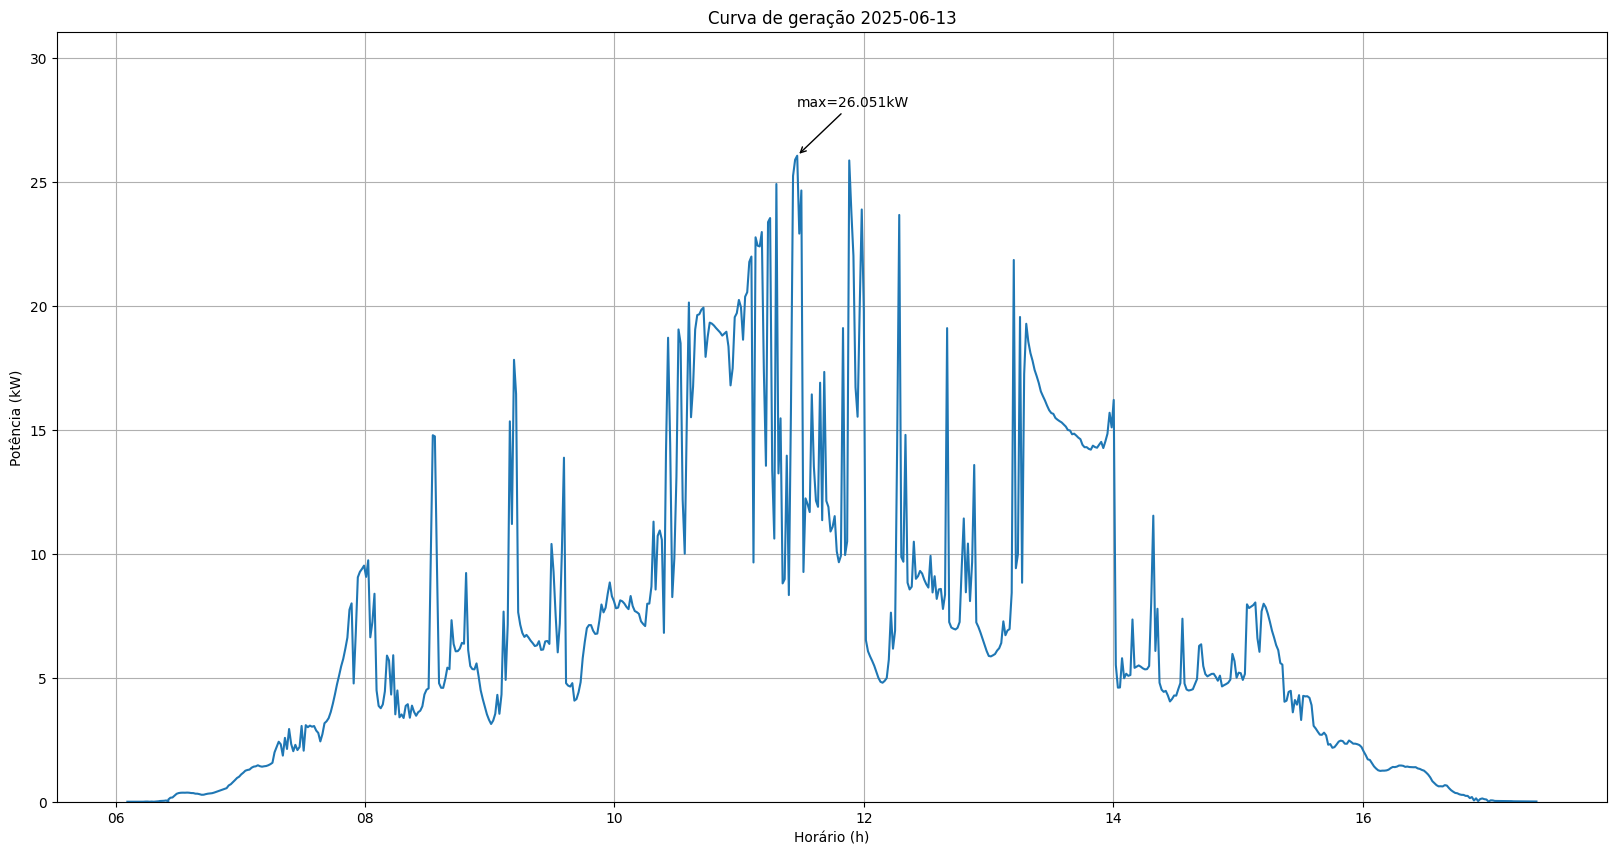 Curva de geração 2025-06-13
30
25
20
15
10
5
0
Potência (kW)
max=26.051kW
06 08 10 12 14 16
Horário (h)